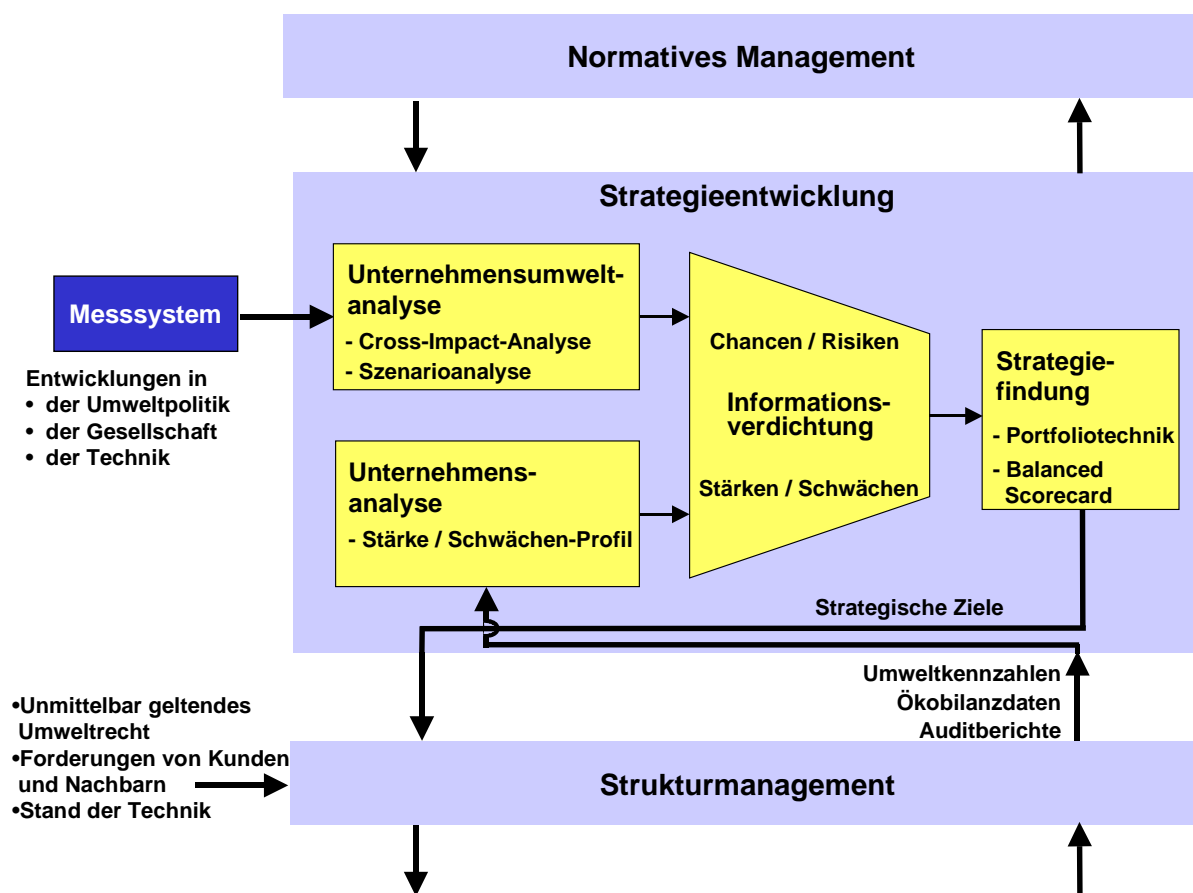 Normatives Management
Strategieentwicklung
Messsystem
Entwicklungen in
• der Umweltpolitik
• der Gesellschaft
• der Technik
Unternehmensumwelt-
analyse
- Cross-Impact-Analyse
- Szenarioanalyse
Unternehmens-
analyse
- Stärke / Schwächen-Profil
Chancen / Risiken
Informations-
verdichtung
Stärken / Schwächen
Strategie-
findung
- Portfoliotechnik
- Balanced
Scorecard
Strategische Ziele
Umweltkennzahlen
Ökobilanzdaten
Auditberichte
•Unmittelbar geltendes
Umweltrecht
•Forderungen von Kunden
und Nachbarn
•Stand der Technik
Strukturmanagement